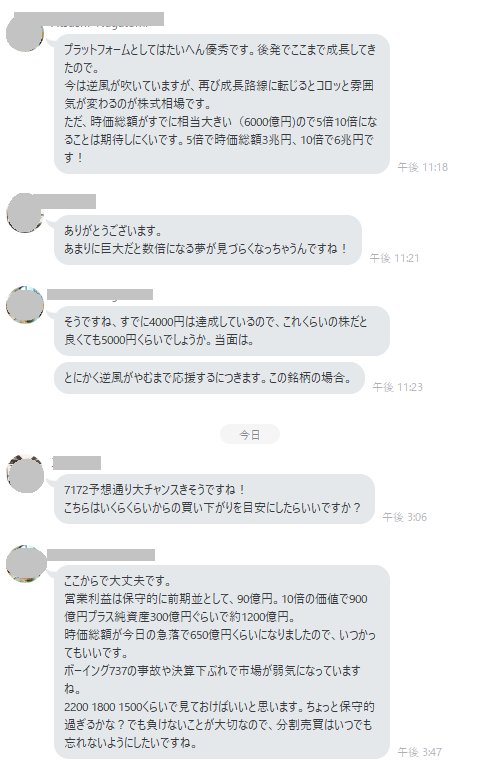 プラットフォームとしてはたいへん優秀です。後発でここまで成長してき
たので。
今は逆風が吹いていますが、再び成長路線に転じるとコロッと雰囲
気が変わるのが株式相場です。
ただ、時価総額がすでに相当大きい（6000億円)ので5倍10倍にな
ることは期待しにくいです。5倍で時価総額3兆円、10倍で6兆円で
す！
午後 11:18
ありがとうございます。
あまりに巨大だと数倍になる夢が見づらくなっちゃうんですね！
午後 11:21
そうですね、すでに4000円は達成しているので、これくらいの株だと
良くても5000円くらいでしょうか。当面は。
とにかく逆風がやむまで応援するにつきます。この銘柄の場合。
午後 11:23
今日
7172予想通り大チャンスきそうですね！
こちらはいくらくらいからの買い下がりを目安にしたらいいですか？
午後 3:06
ここからで大丈夫です。
営業利益は保守的に前期並として、90億円。10倍の価値で900
億円プラス純資産300億円ぐらいで約1200億円。
時価総額が今日の急落で650億円くらいになりましたので、いつかっ
てもいいです。
ボーイング737の事故や決算下ぶれで市場が弱気になっています
ね。
2200 1800 1500くらいで見ておけばいいと思います。ちょっと保守的
過ぎるかな？でも負けないことが大切なので、分割売買はいつでも
忘れないようにしたいですね。
午後 3:47